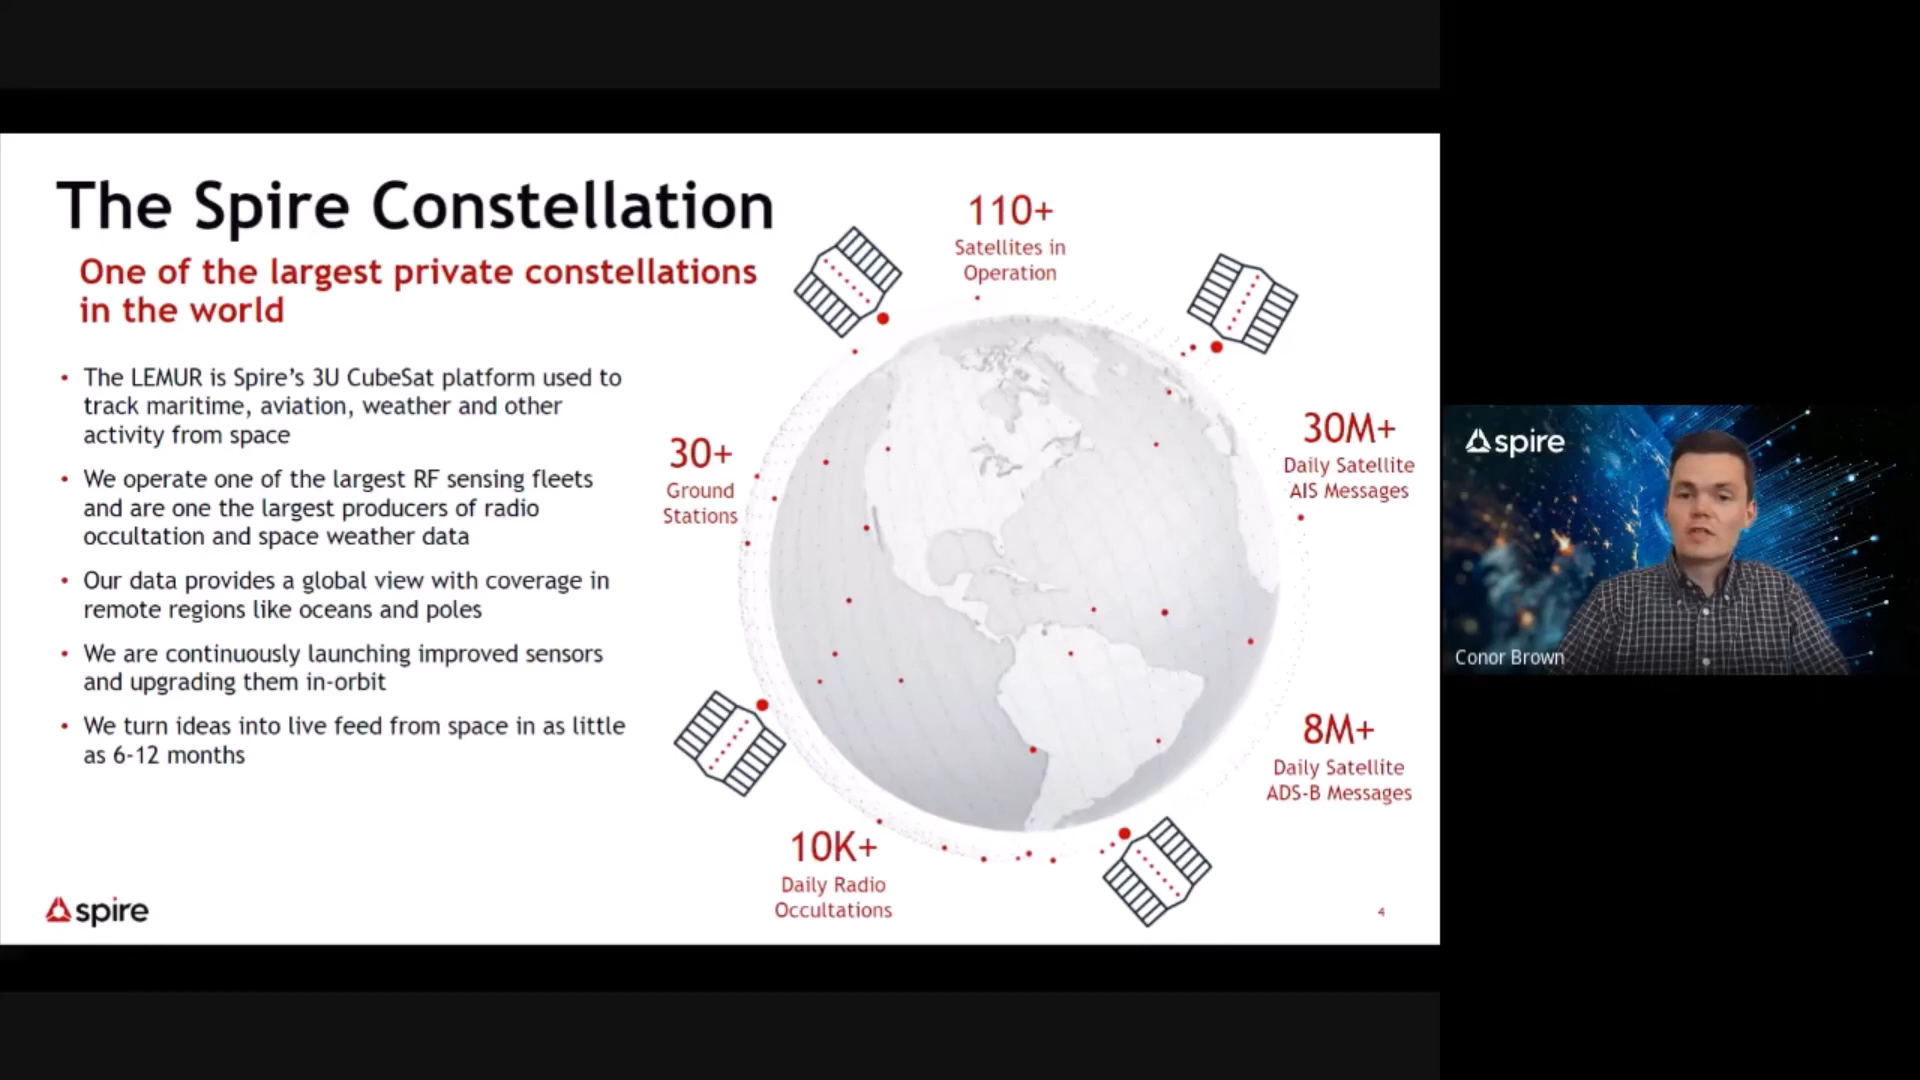 The Spire Constellation
One of the largest private constellations
in the world
• The LEMUR is Spire's 3U CubeSat platform used to
track maritime, aviation, weather and other
activity from space
• We operate one of the largest RF sensing fleets
and are one the largest producers of radio
occultation and space weather data
• Our data provides a global view with coverage in
remote regions like oceans and poles
• We are continuously launching improved sensors
and upgrading them in-orbit
• We turn ideas into live feed from space in as little
as 6-12 months
110+
Satellites in
Operation
30+
Ground
Stations
30M+
Daily Satellite
AIS Messages
8M+
Daily Satellite
ADS-B Messages
10K+
Daily Radio
Occultations
spire
4
spire
Conor Brown